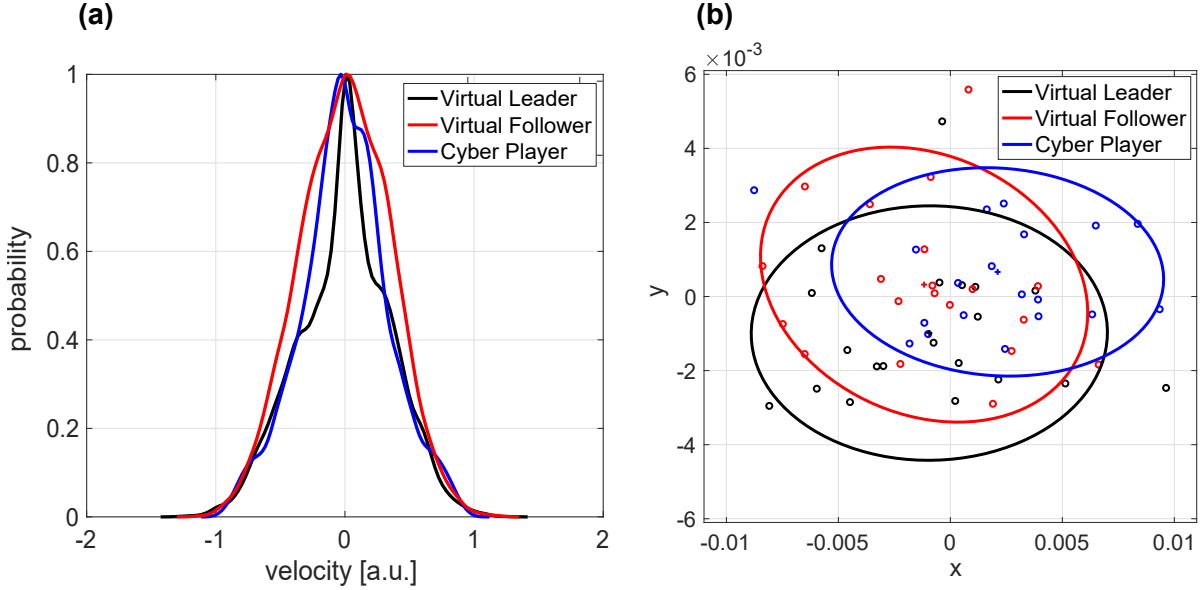 (a)
1
0.8
0.6
0.4
0.2
0
-2
-1
0
1
2
probability
velocity [a.u.]
Virtual Leader
Virtual Follower
Cyber Player
(b)
×10⁻³
6
4
2
0
-2
-4
-6
-0.01
-0.005
0
0.005
0.01
y
x
Virtual Leader
Virtual Follower
Cyber Player